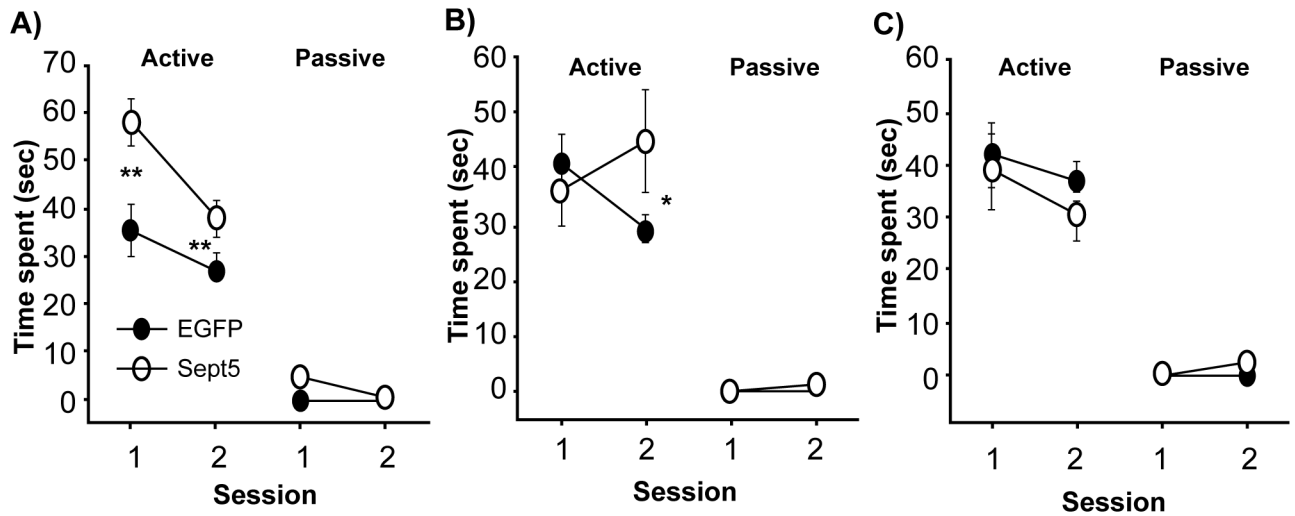 A)
Active Passive
70
60
50
40
30
20
10
0
Time spent (sec)
**
**
EGFP
Sept5
1 2 1 2
Session
B)
Active Passive
60
50
40
30
20
10
0
Time spent (sec)
*
1 2 1 2
Session
C)
Active Passive
60
50
40
30
20
10
0
Time spent (sec)
1 2 1 2
Session